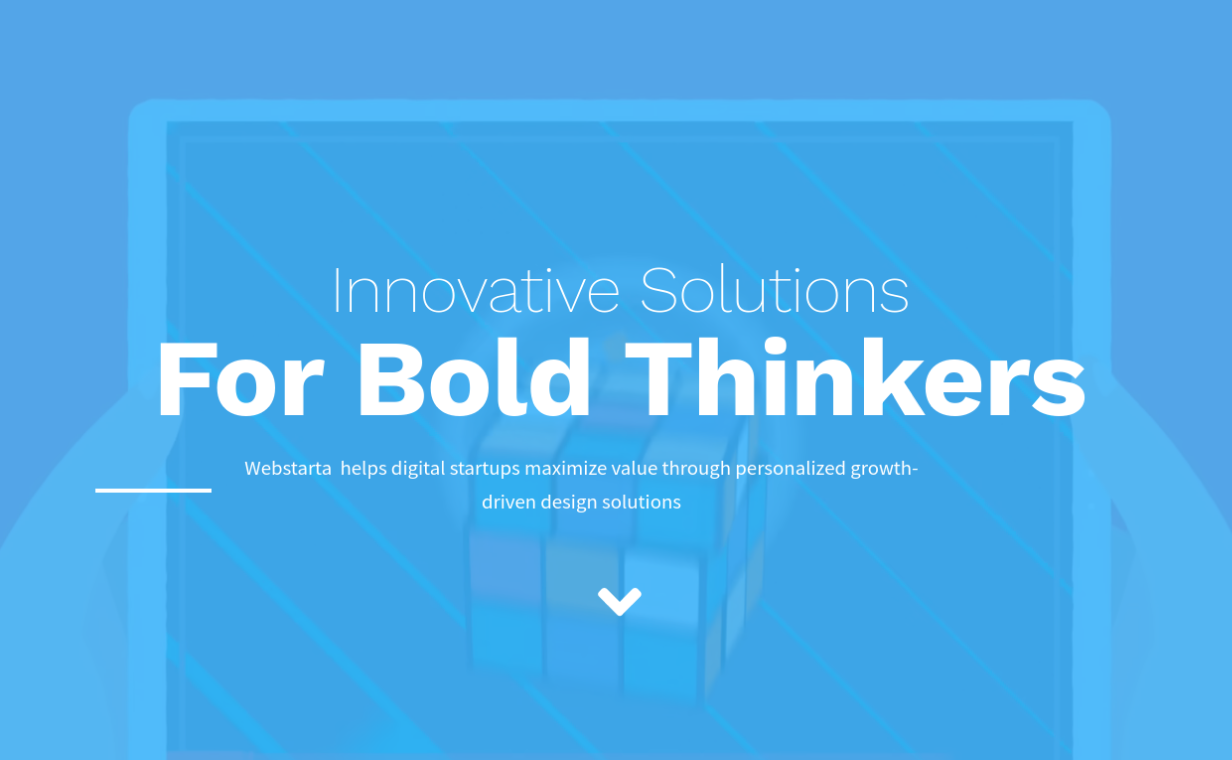 Innovative Solutions
For Bold Thinkers
Webstarta  helps digital startups maximize value through personalized growth-
driven design solutions